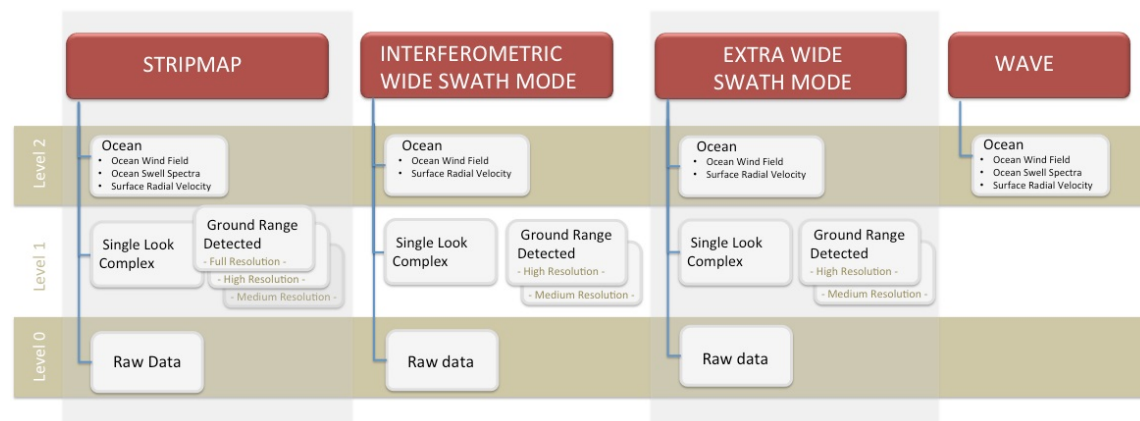 STRIPMAP
INTERFEROMETRIC
WIDE SWATH MODE
EXTRA WIDE
SWATH MODE
WAVE
Level 2
Ocean
• Ocean Wind Field
• Ocean Swell Spectra
• Surface Radial Velocity
Ocean
• Ocean Wind Field
• Surface Radial Velocity
Ocean
• Ocean Wind Field
• Surface Radial Velocity
Ocean
• Ocean Wind Field
• Ocean Swell Spectra
• Surface Radial Velocity
Level 1
Single Look
Complex
Ground Range
Detected
- Full Resolution -
- High Resolution -
- Medium Resolution -
Single Look
Complex
Ground Range
Detected
- High Resolution -
- Medium Resolution -
Single Look
Complex
Ground Range
Detected
- High Resolution -
- Medium Resolution -
Level 0
Raw Data
Raw data
Raw data